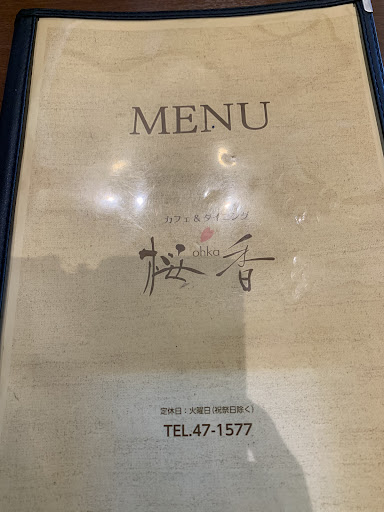 MENU
カフェ＆ダイニング
ohka
桜香
定休日：火曜日(祝祭日除く)
TEL.47-1577